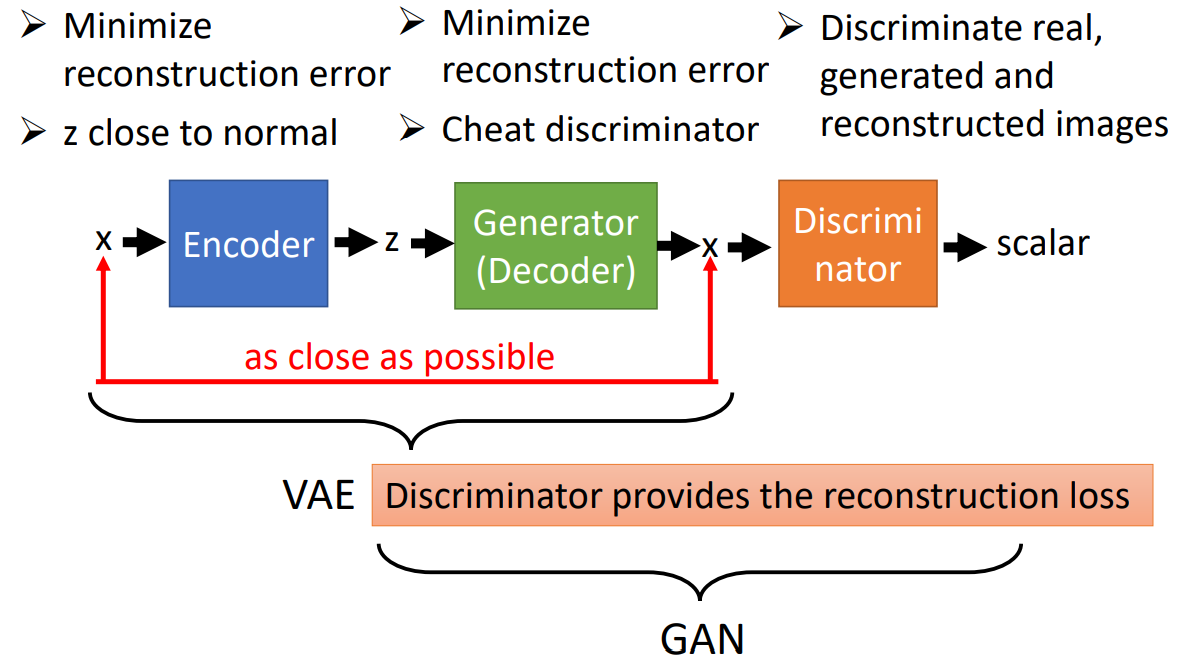 ➢ Minimize
reconstruction error
➢ z close to normal
➢ Minimize
reconstruction error
➢ Cheat discriminator
➢ Discriminate real,
generated and
reconstructed images
x
Encoder
z
Generator
(Decoder)
x
Discrimi
nator
scalar
as close as possible
VAE
Discriminator provides the reconstruction loss
GAN